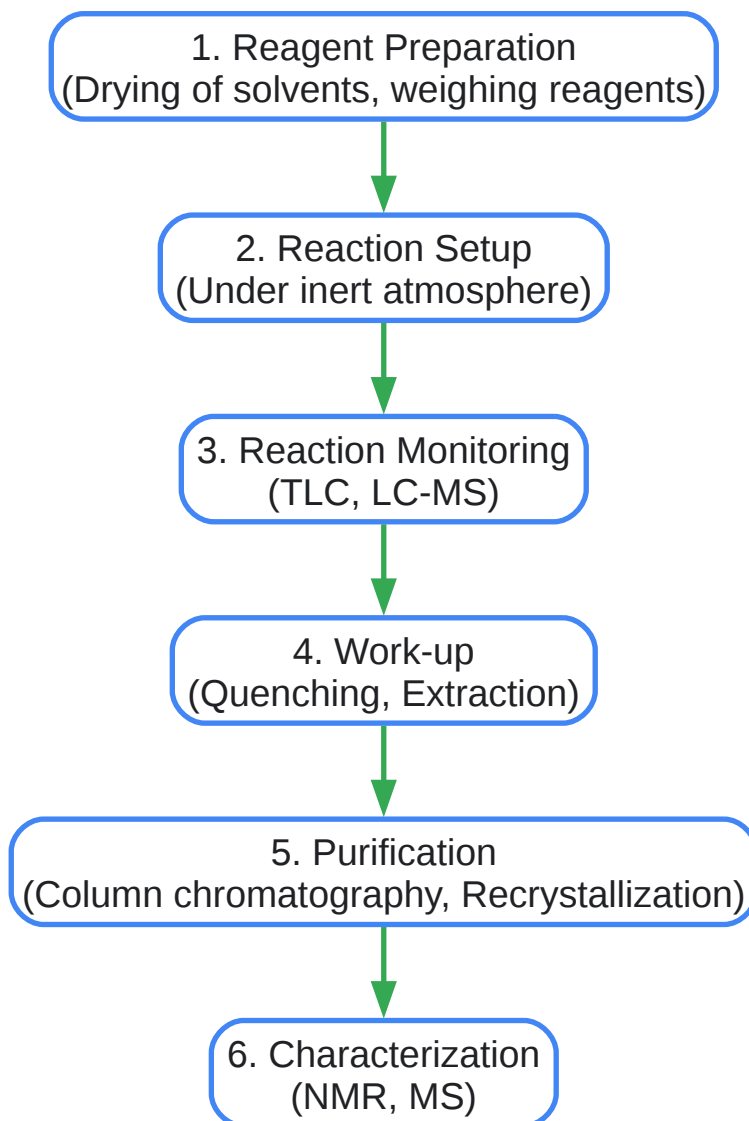 1. Reagent Preparation
(Drying of solvents, weighing reagents)
2. Reaction Setup
(Under inert atmosphere)
3. Reaction Monitoring
(TLC, LC-MS)
4. Work-up
(Quenching, Extraction)
5. Purification
(Column chromatography, Recrystallization)
6. Characterization
(NMR, MS)